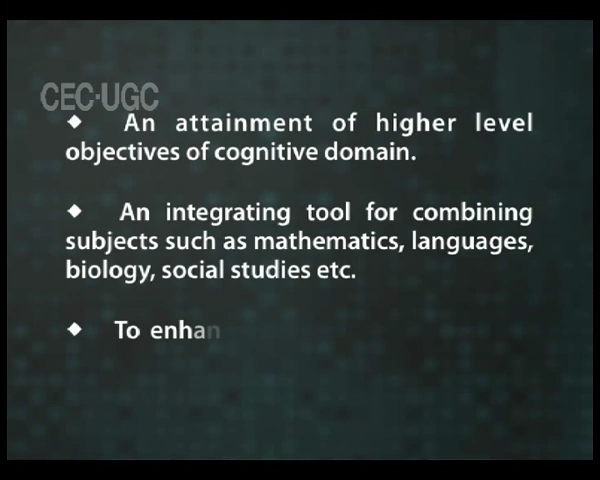 CEC-UGC
◆ An attainment of higher level
objectives of cognitive domain.
◆ An integrating tool for combining
subjects such as mathematics, languages,
biology, social studies etc.
◆ To enhan